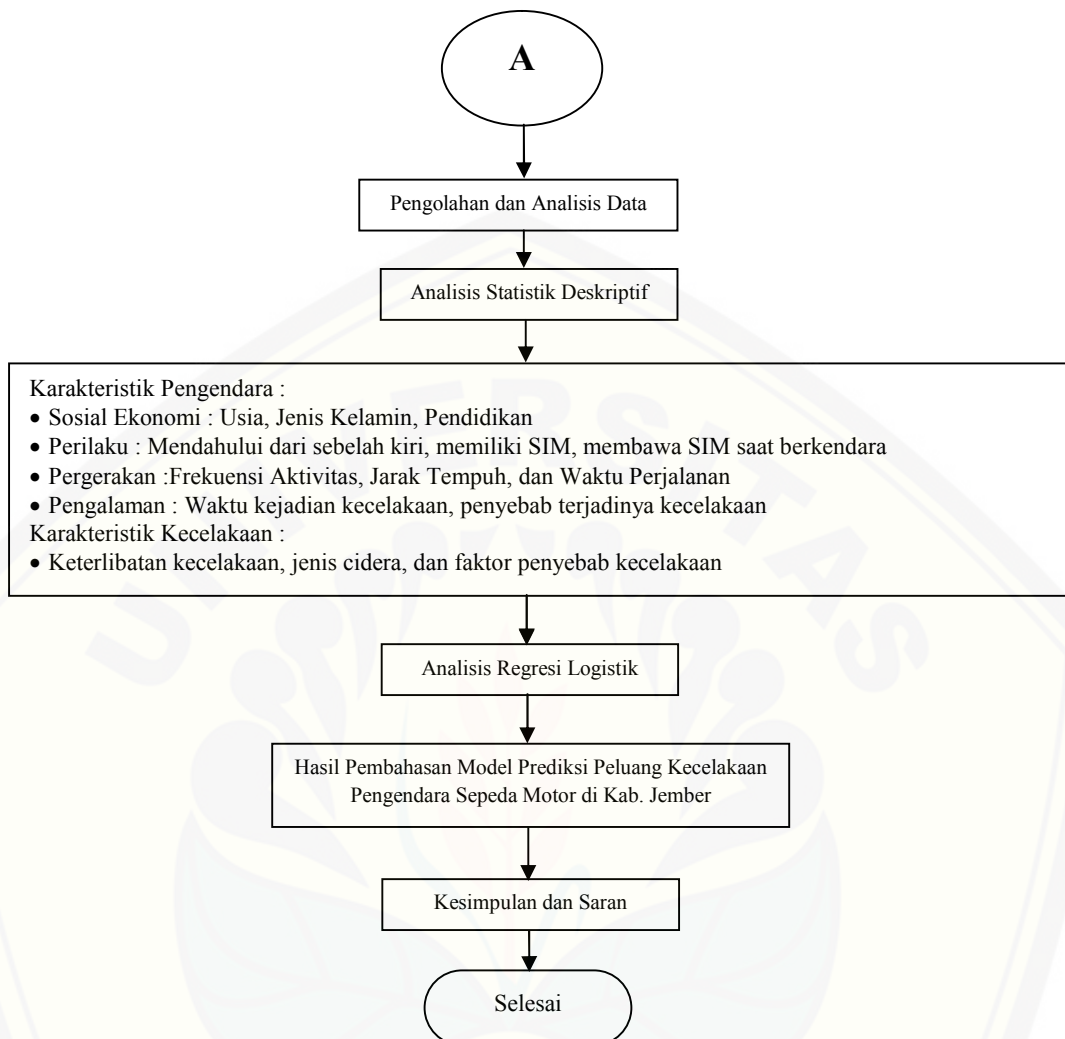 A
Pengolahan dan Analisis Data
Analisis Statistik Deskriptif
Karakteristik Pengendara :
• Sosial Ekonomi : Usia, Jenis Kelamin, Pendidikan
• Perilaku : Mendahului dari sebelah kiri, memiliki SIM, membawa SIM saat berkendara
• Pergerakan :Frekuensi Aktivitas, Jarak Tempuh, dan Waktu Perjalanan
• Pengalaman : Waktu kejadian kecelakaan, penyebab terjadinya kecelakaan
Karakteristik Kecelakaan :
• Keterlibatan kecelakaan, jenis cidera, dan faktor penyebab kecelakaan
Analisis Regresi Logistik
Hasil Pembahasan Model Prediksi Peluang Kecelakaan
Pengendara Sepeda Motor di Kab. Jember
Kesimpulan dan Saran
Selesai
UNIVERSITAS